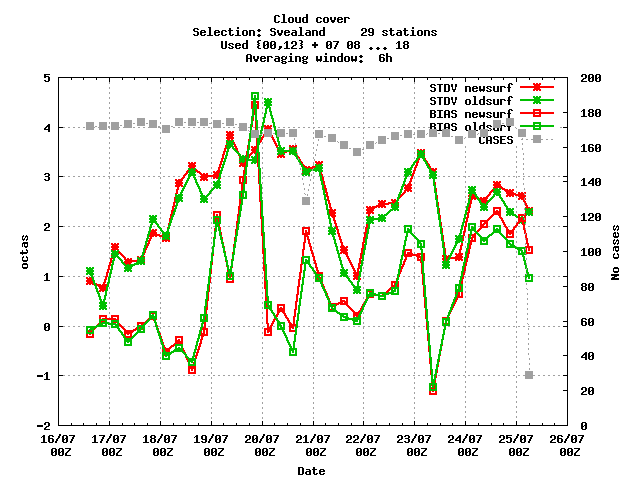 Cloud cover
Selection: Svealand 29 stations
Used {00,12} + 07 08 ... 18
Averaging window: 6h
STDV newsurf
STDV oldsurf
BIAS newsurf
BIAS oldsurf
CASES
octas
5
4
3
2
1
0
-1
-2
No cases
200
180
160
140
120
100
80
60
40
20
0
16/07 17/07 18/07 19/07 20/07 21/07 22/07 23/07 24/07 25/07 26/07
00Z 00Z 00Z 00Z 00Z 00Z 00Z 00Z 00Z 00Z 00Z
Date